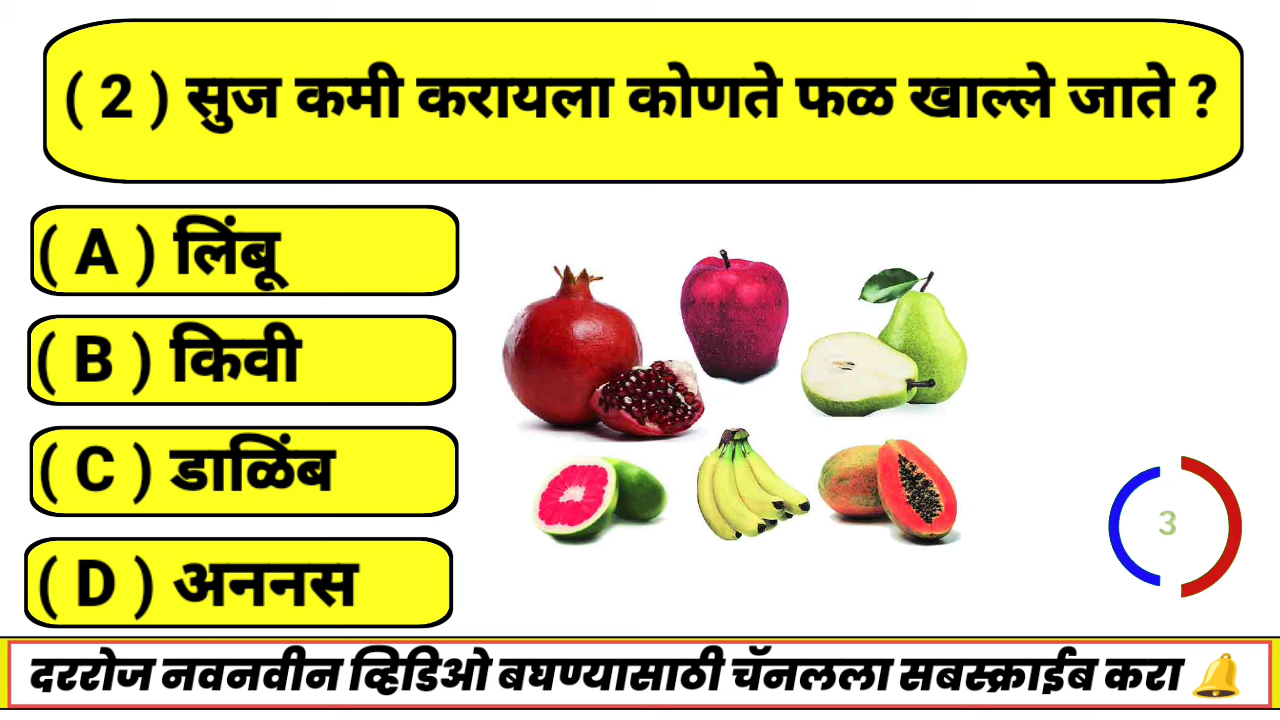 ( 2 ) सुज कमी करायला कोणते फळ खाल्ले जाते ?
( A ) लिंबू
( B ) किवी
( C ) डाळिंब
( D ) अननस
3
दररोज नवनवीन व्हिडिओ बघण्यासाठी चॅनलला सबस्क्राईब करा 🔔